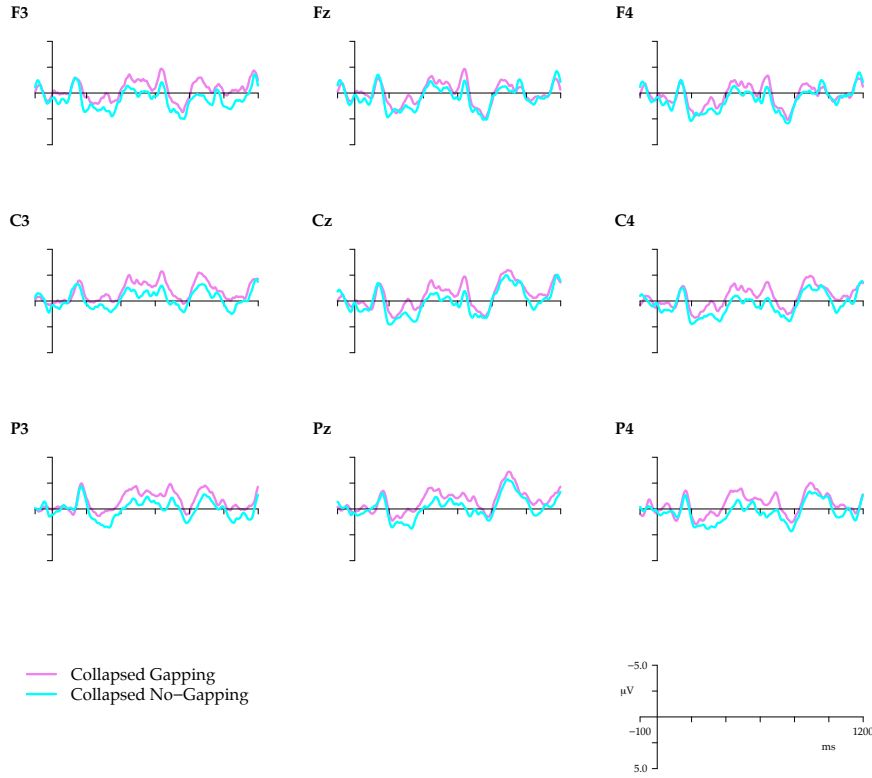 F3 Fz F4
C3 Cz C4
P3 Pz P4
Collapsed Gapping
Collapsed No−Gapping
−5.0
µV
−100 1200
ms
5.0